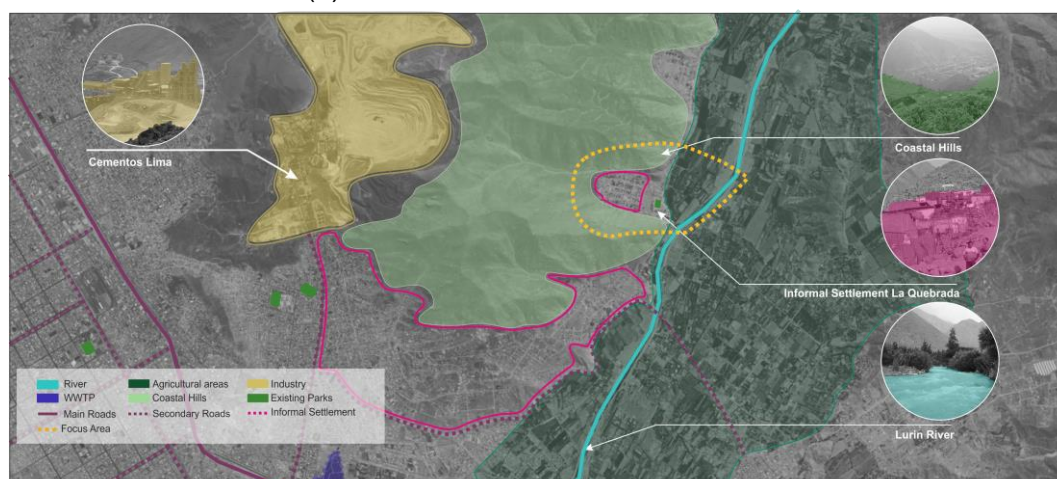 Cementos Lima
Coastal Hills
Informal Settlement La Quebrada
Lurin River
River
Agricultural areas
Industry
WWTP
Coastal Hills
Existing Parks
Main Roads
Secondary Roads
Informal Settlement
Focus Area